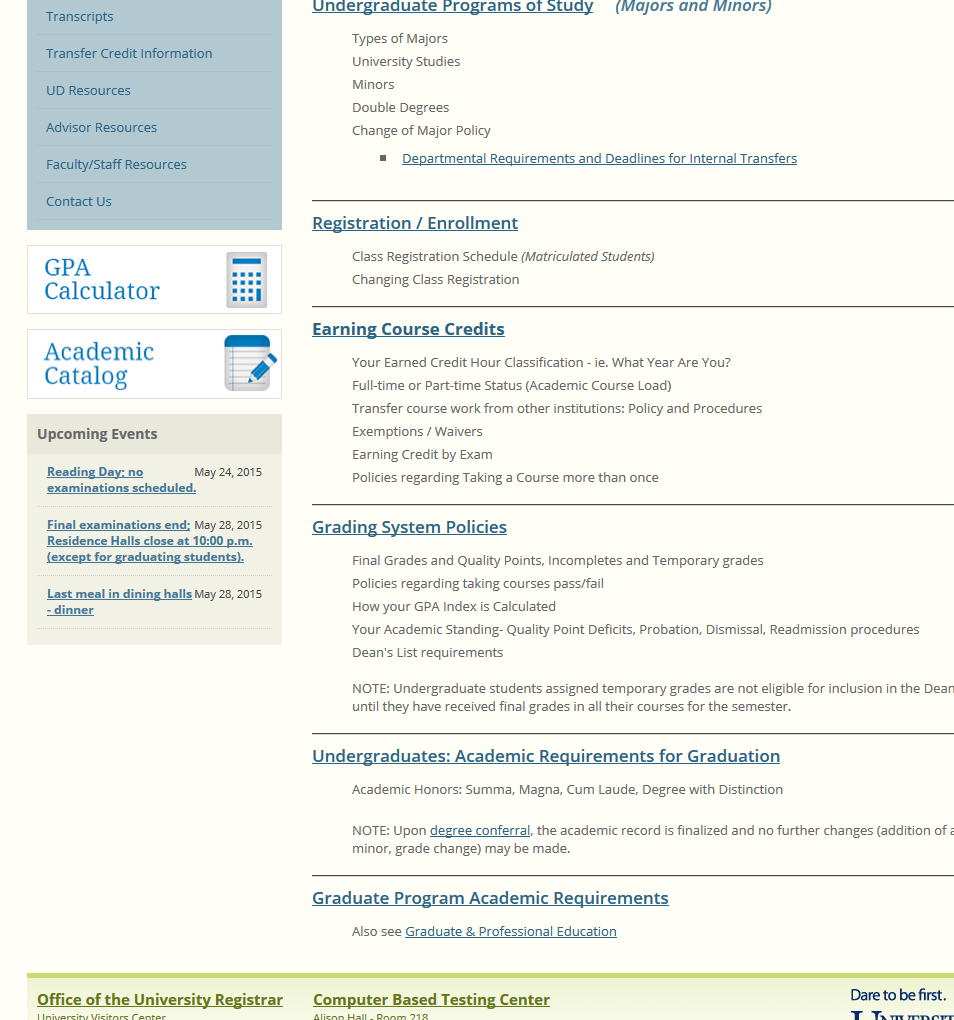 Transcripts
Transfer Credit Information
UD Resources
Advisor Resources
Faculty/Staff Resources
Contact Us
GPA
Calculator
Academic
Catalog
Upcoming Events
Reading Day; no May 24, 2015
examinations scheduled.
Final examinations end; May 28, 2015
Residence Halls close at 10:00 p.m.
(except for graduating students).
Last meal in dining halls May 28, 2015
- dinner
Undergraduate Programs of Study (Majors and Minors)
Types of Majors
University Studies
Minors
Double Degrees
Change of Major Policy
Departmental Requirements and Deadlines for Internal Transfers
Registration / Enrollment
Class Registration Schedule (Matriculated Students)
Changing Class Registration
Earning Course Credits
Your Earned Credit Hour Classification - ie. What Year Are You?
Full-time or Part-time Status (Academic Course Load)
Transfer course work from other institutions: Policy and Procedures
Exemptions / Waivers
Earning Credit by Exam
Policies regarding Taking a Course more than once
Grading System Policies
Final Grades and Quality Points, Incompletes and Temporary grades
Policies regarding taking courses pass/fail
How your GPA Index is Calculated
Your Academic Standing- Quality Point Deficits, Probation, Dismissal, Readmission procedures
Dean's List requirements
NOTE: Undergraduate students assigned temporary grades are not eligible for inclusion in the Dean
until they have received final grades in all their courses for the semester.
Undergraduates: Academic Requirements for Graduation
Academic Honors: Summa, Magna, Cum Laude, Degree with Distinction
NOTE: Upon degree conferral, the academic record is finalized and no further changes (addition of a
minor, grade change) may be made.
Graduate Program Academic Requirements
Also see Graduate & Professional Education
Office of the University Registrar
University Visitors Center
Computer Based Testing Center
Alison Hall - Room 218
Dare to be first.